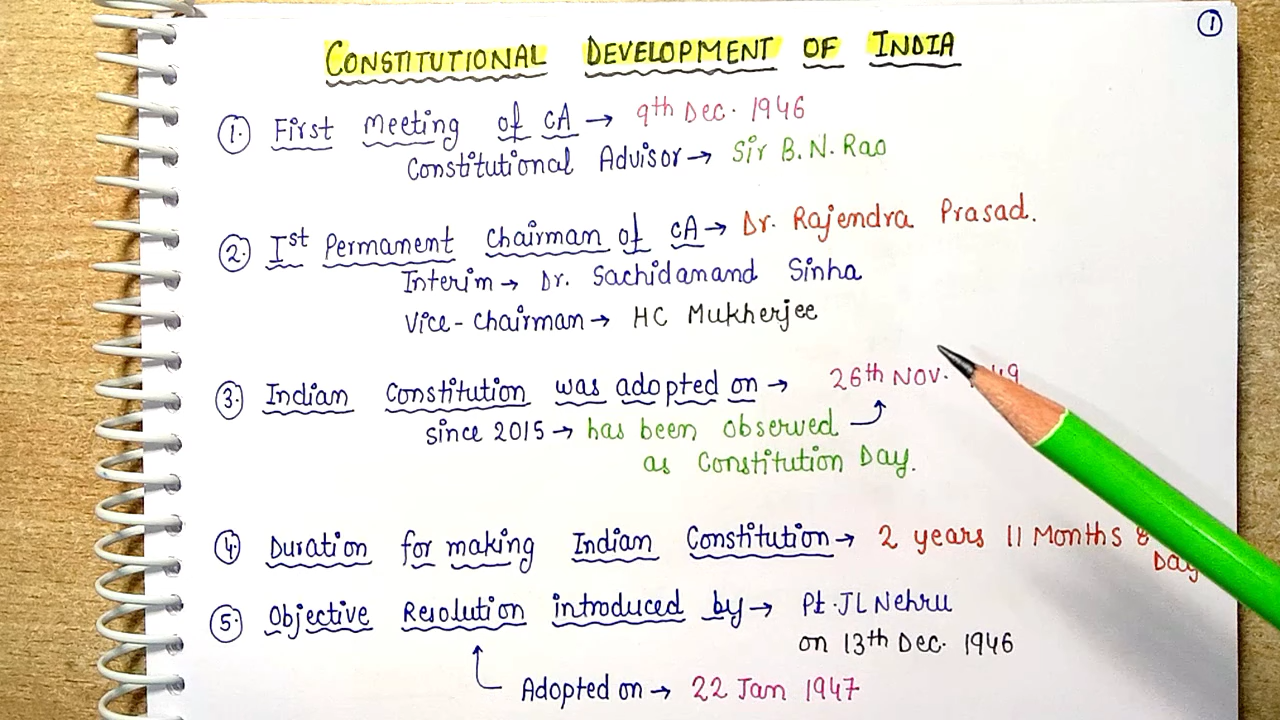 ①
CONSTITUTIONAL DEVELOPMENT OF INDIA
①. First Meeting of CA → 9th Dec. 1946
Constitutional Advisor → Sir B. N. Rao
②. Ist Permanent Chairman of CA → Dr. Rajendra Prasad.
Interim → Dr. Sachidanand Sinha
Vice-Chairman → HC Mukherjee
③. Indian Constitution was adopted on → 26th Nov.
since 2015 → has been observed
as Constitution Day.
④. Duration for making Indian Constitution → 2 years 11 Months
⑤. Objective Resolution introduced by → Pt. JL Nehru
on 13th Dec. 1946
Adopted on → 22 Jan 1947